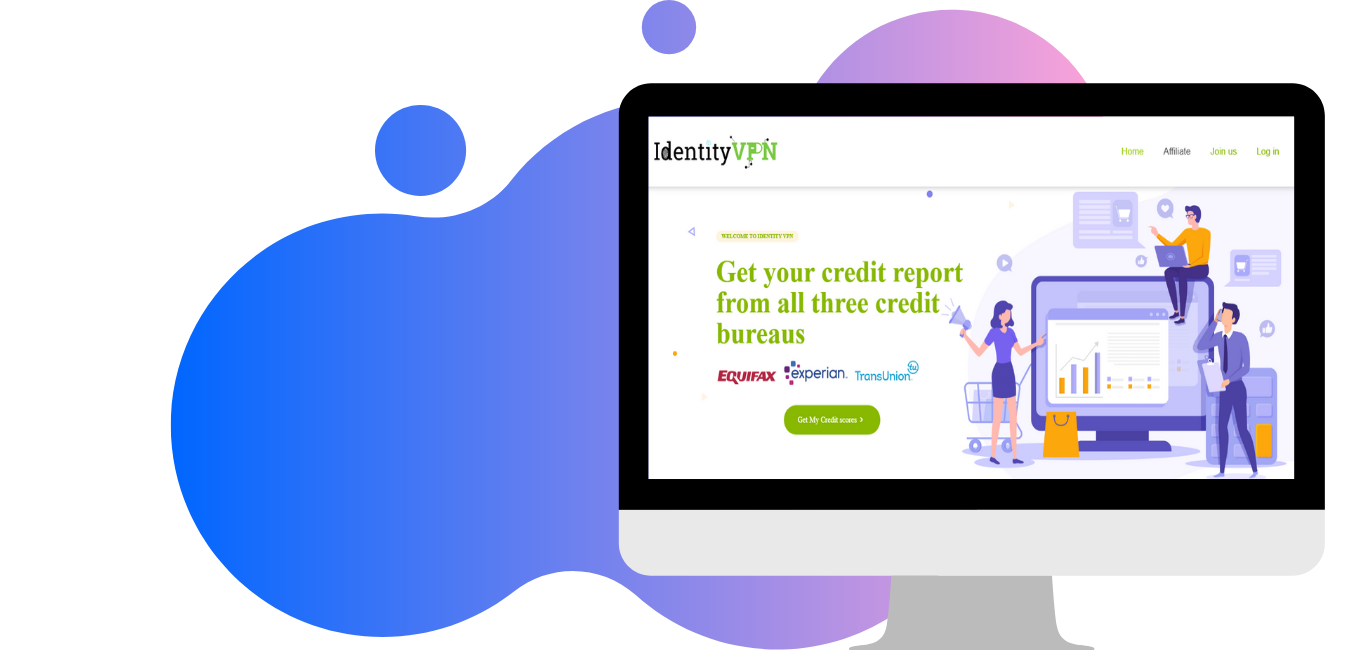 IdentityVPN
Home Affiliate Join us Log in
WELCOME TO IDENTITY VPN
Get your credit report
from all three credit
bureaus
EQUIFAX experian. TransUnion tu
Get My Credit scores >